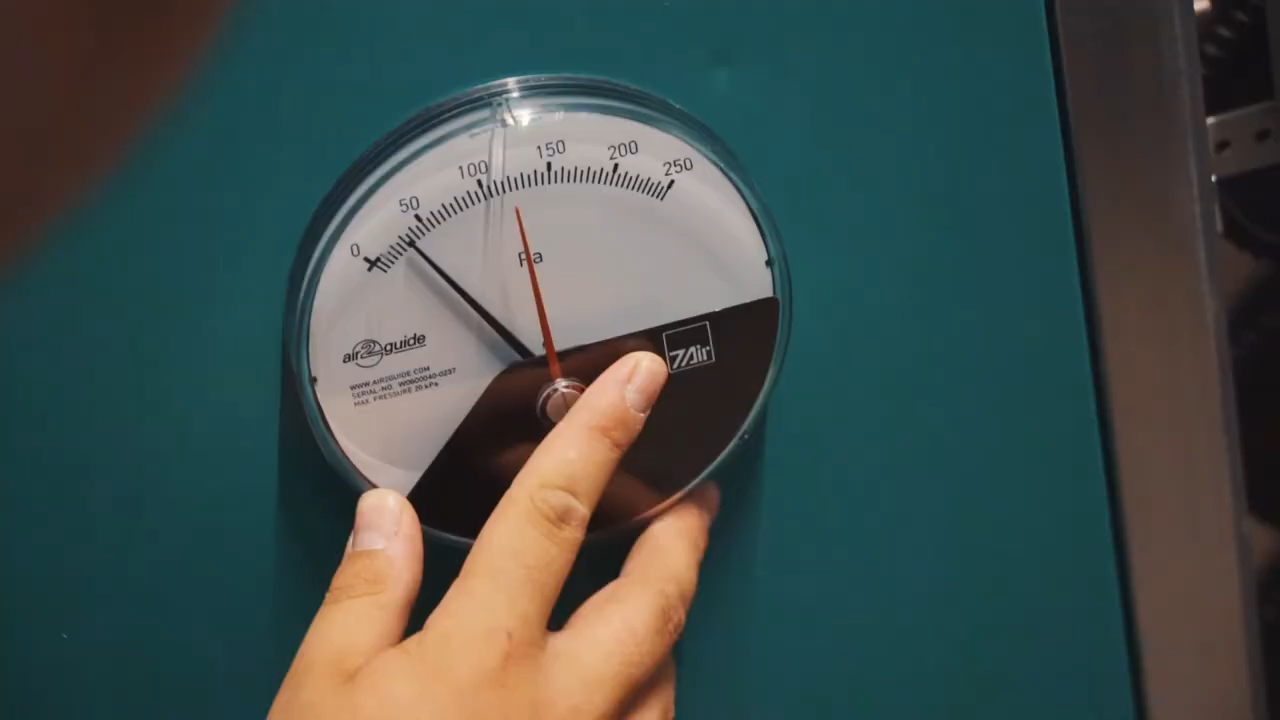 0 50 100 150 200 250
Pa
air2guide
WWW.AIR2GUIDE.COM
SERIAL-NO. W0600040-0237
MAX. PRESSURE 20 kPa
7Air